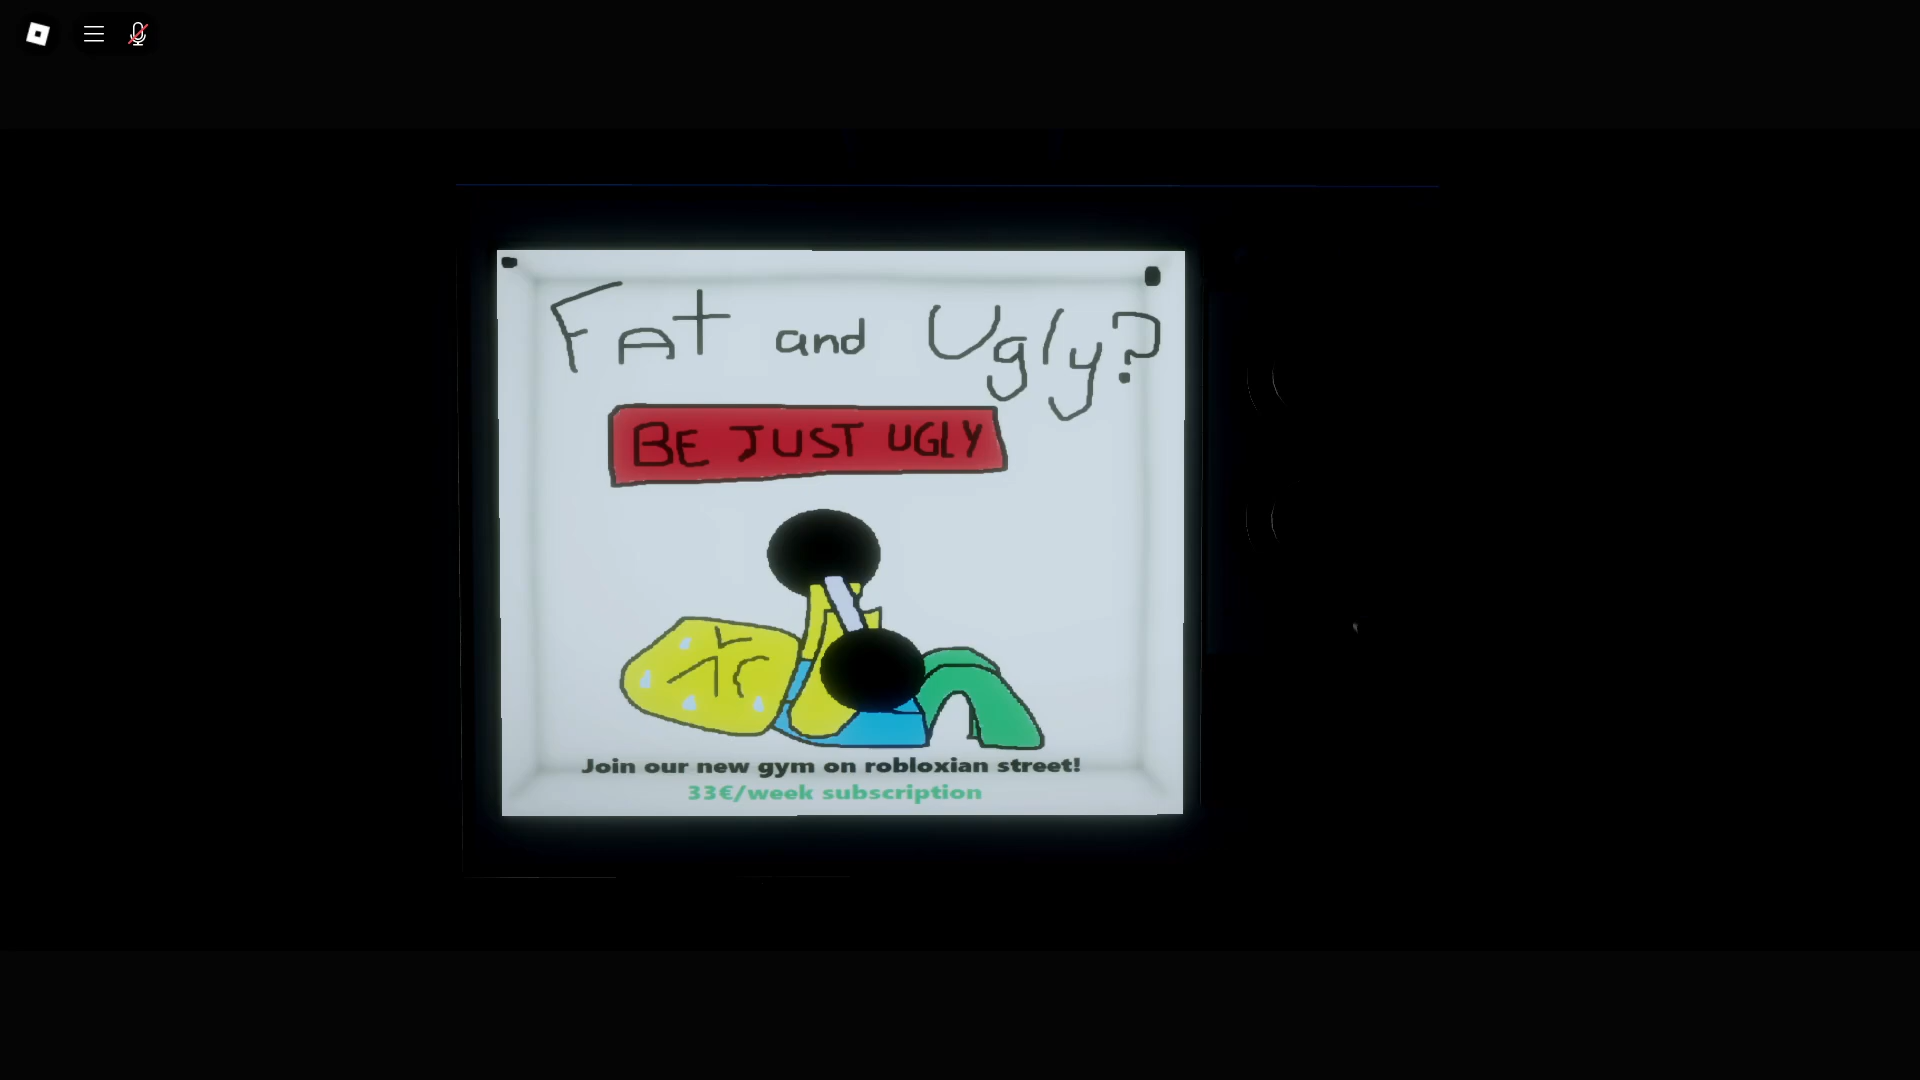 FAt and Ugly?
BE JUST UGLY
Join our new gym on robloxian street!
33€/week subscription